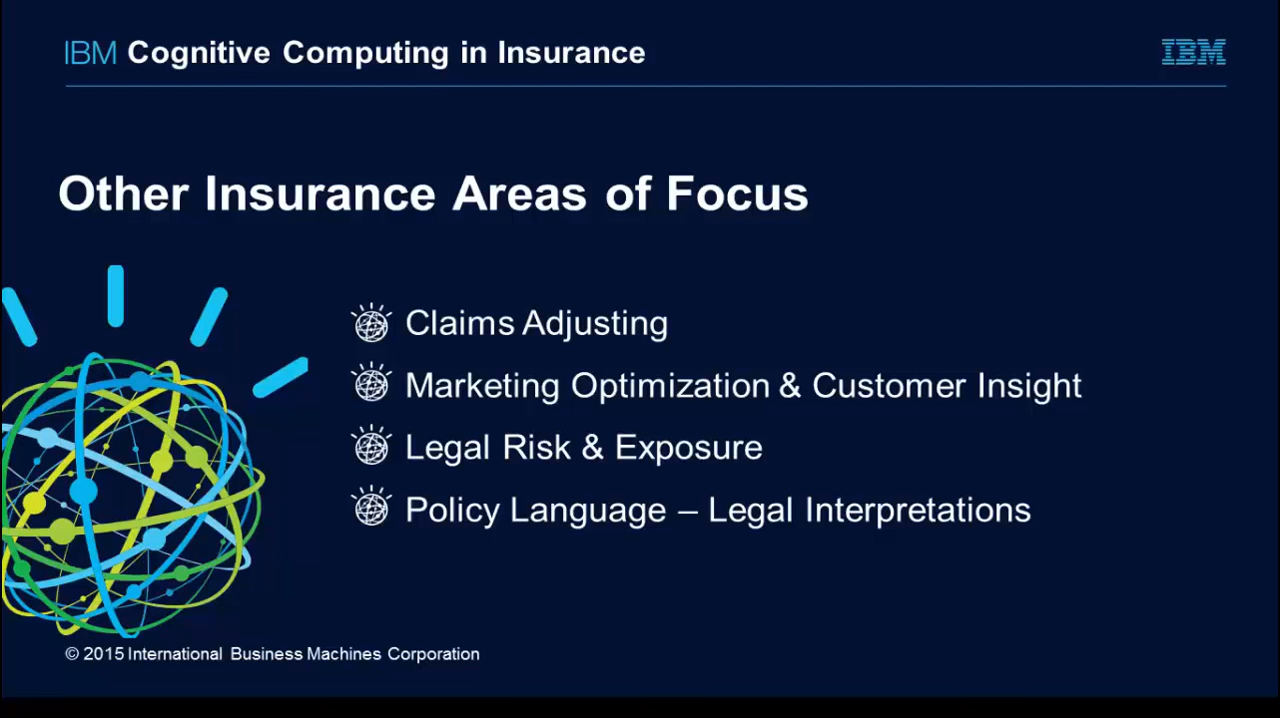 IBM Cognitive Computing in Insurance
IBM
Other Insurance Areas of Focus
Claims Adjusting
Marketing Optimization & Customer Insight
Legal Risk & Exposure
Policy Language – Legal Interpretations
© 2015 International Business Machines Corporation